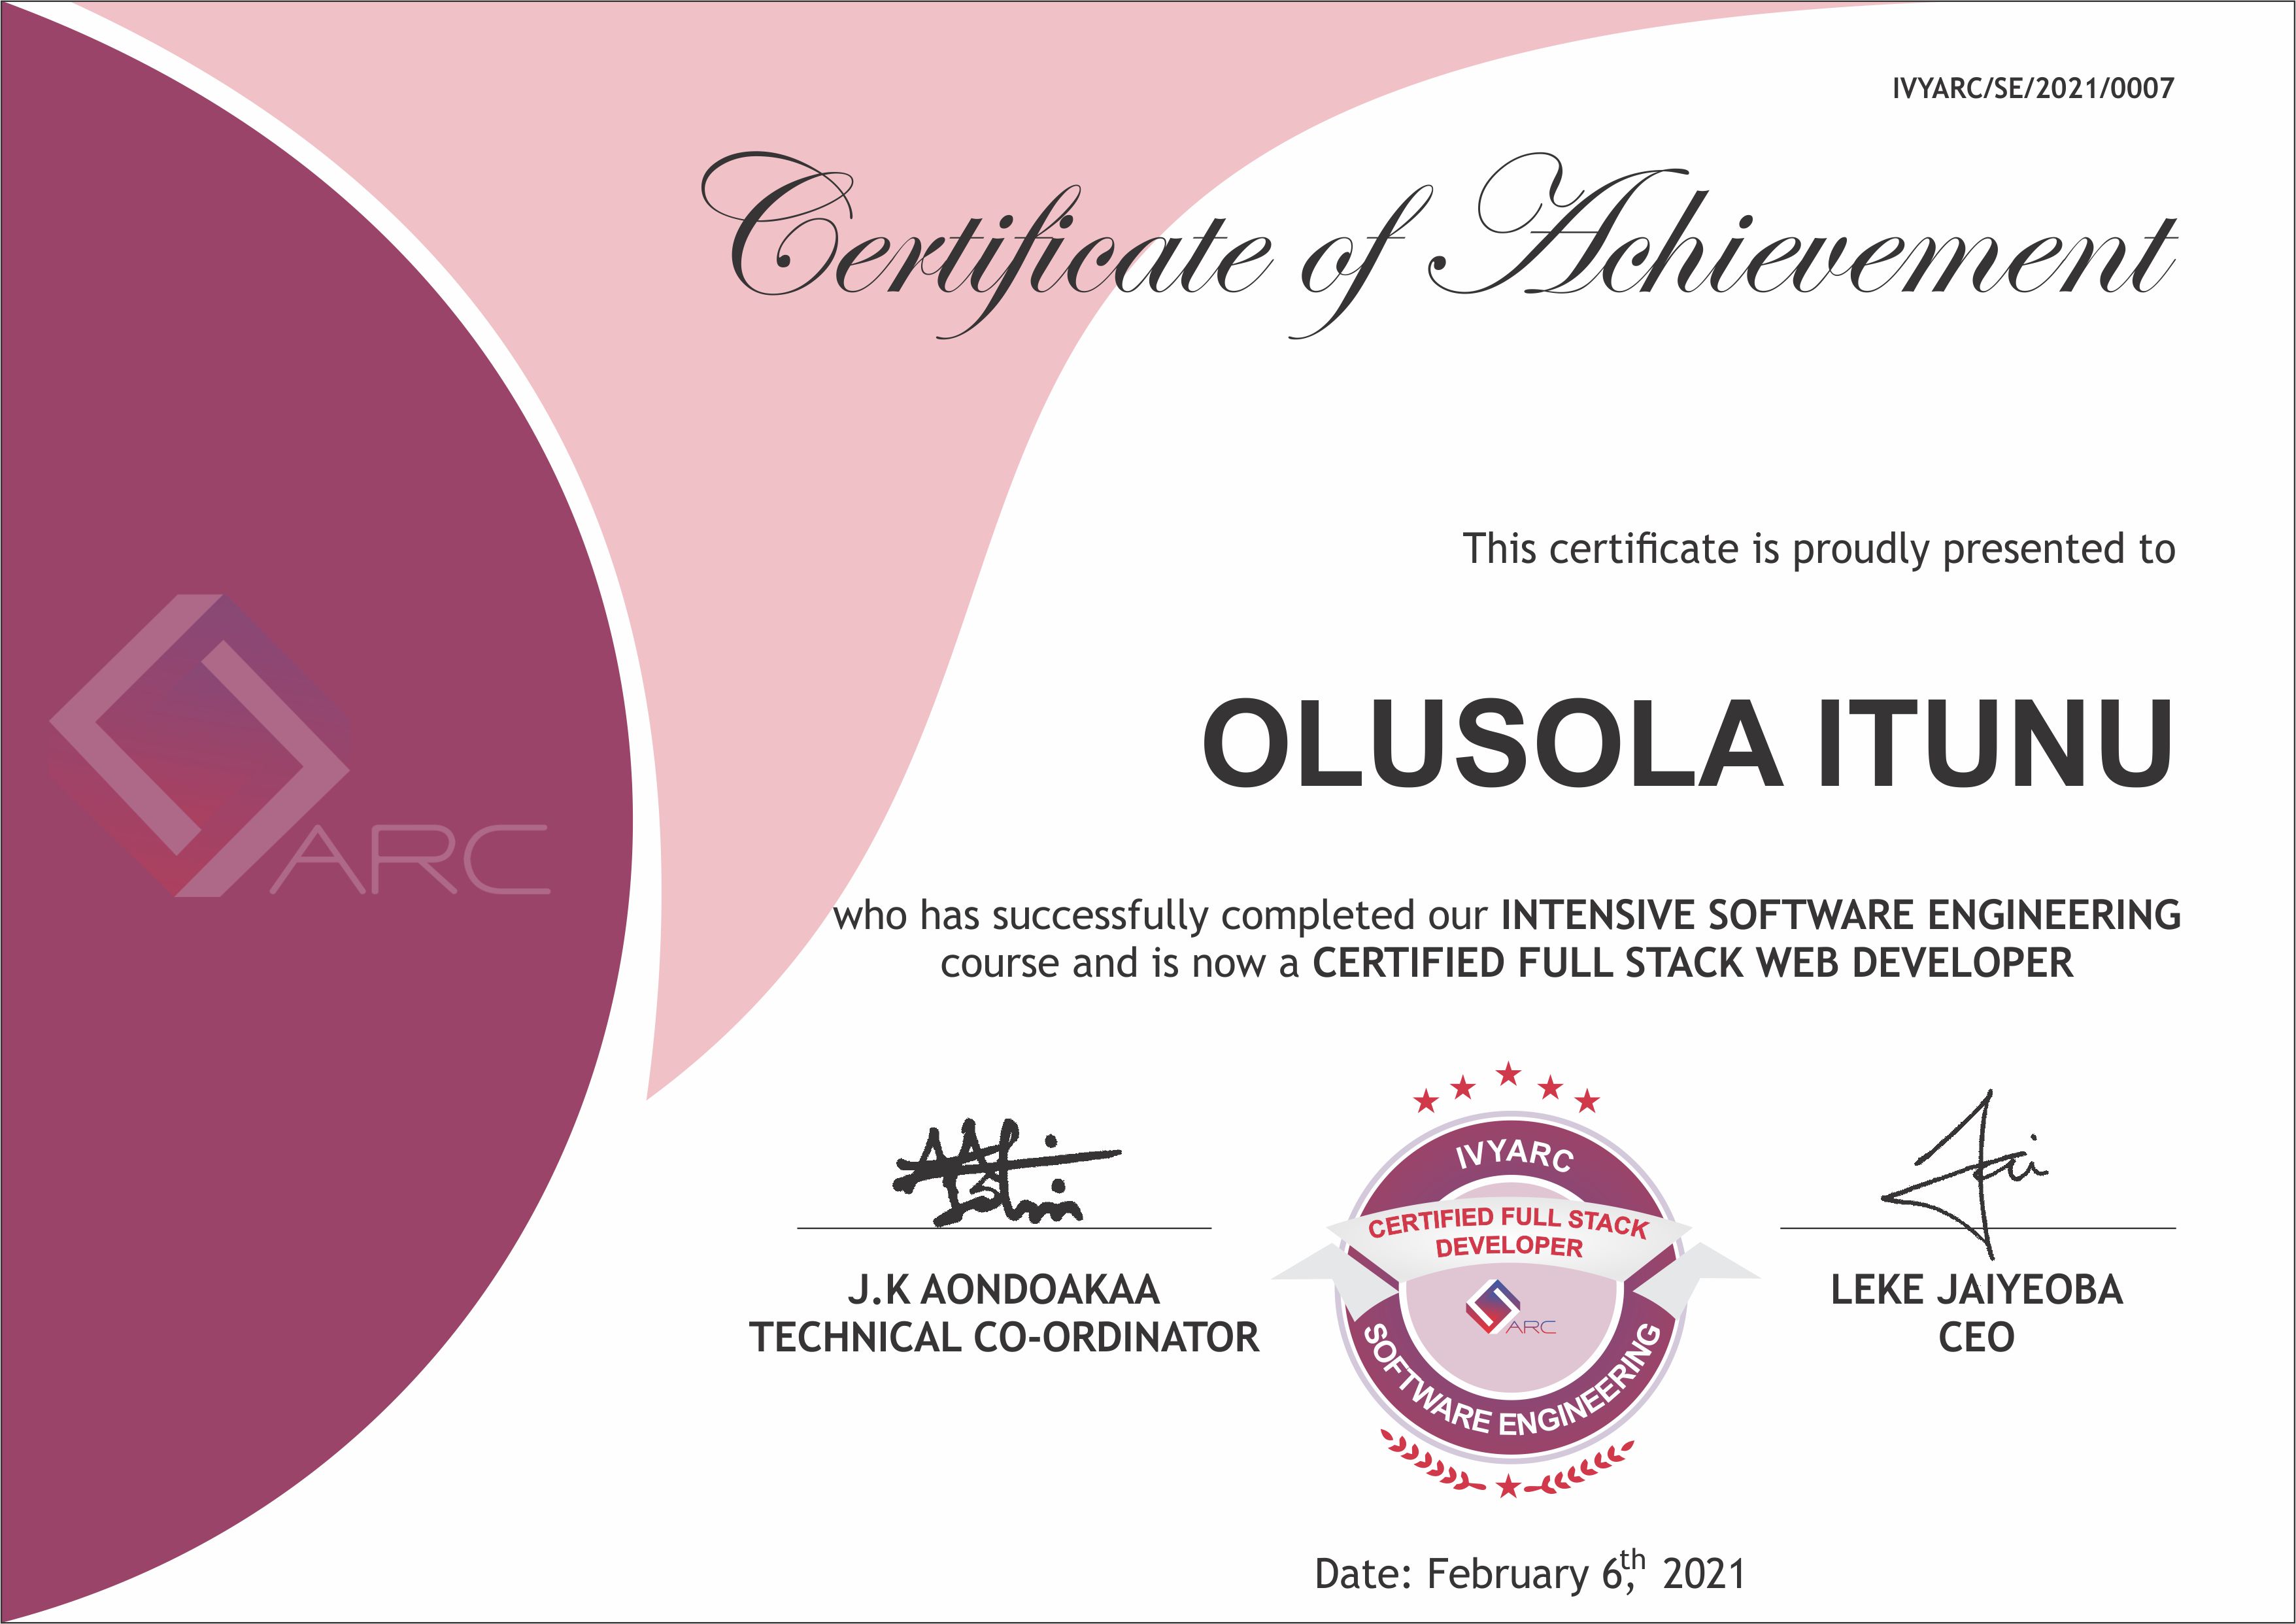 IVYARC/SE/2021/0007
Certificate of Achievement
This certificate is proudly presented to
OLUSOLA ITUNU
ARC
who has successfully completed our INTENSIVE SOFTWARE ENGINEERING
course and is now a CERTIFIED FULL STACK WEB DEVELOPER
J.K AONDOAKAA
TECHNICAL CO-ORDINATOR
IVYARC
CERTIFIED FULL STACK
DEVELOPER
ARC
SOFTWARE ENGINEERING
LEKE JAIYEOBA
CEO
Date: February 6th, 2021